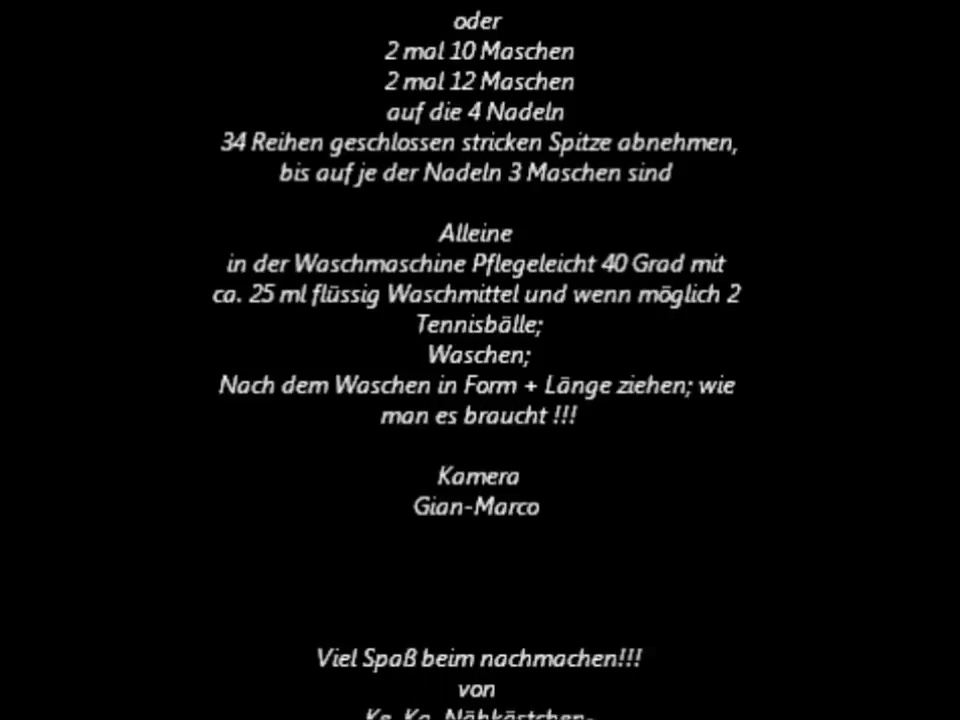 oder
2 mal 10 Maschen
2 mal 12 Maschen
auf die 4 Nadeln
34 Reihen geschlossen stricken Spitze abnehmen,
bis auf je der Nadeln 3 Maschen sind
Alleine
in der Waschmaschine Pflegeleicht 40 Grad mit
ca. 25 ml flüssig Waschmittel und wenn möglich 2
Tennisbälle;
Waschen;
Nach dem Waschen in Form + Länge ziehen; wie
man es braucht !!!
Kamera
Gian-Marco
Viel Spaß beim nachmachen!!!
von
Nähkästchen-